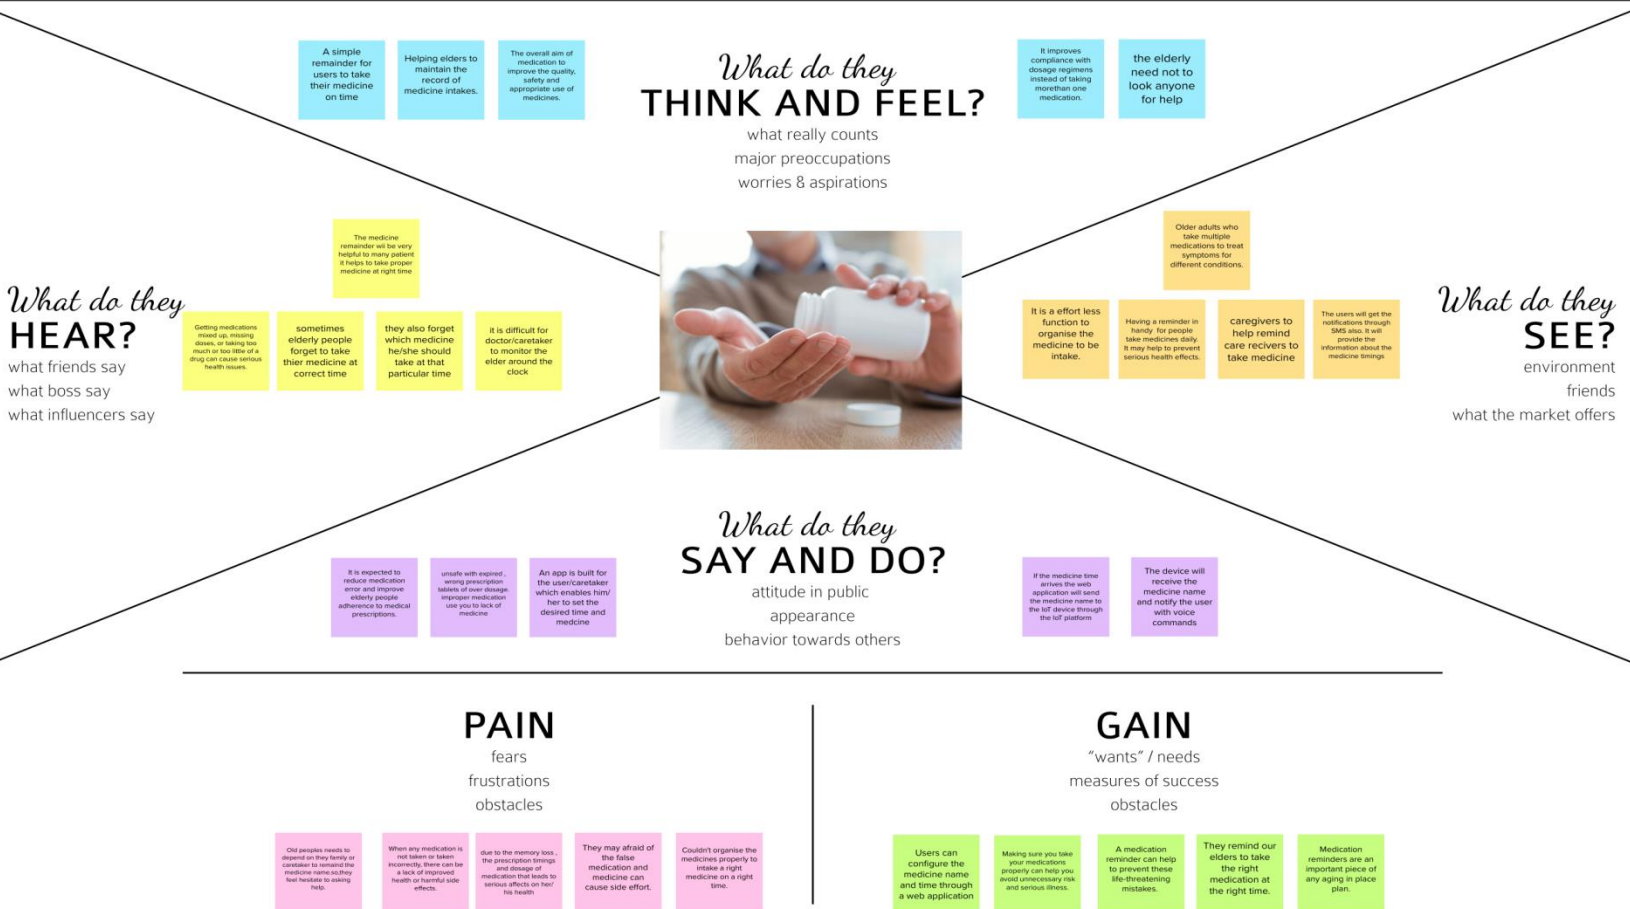 What do they
THINK AND FEEL?
what really counts
major preoccupations
worries & aspirations
A simple
remainder for
users to take
their medicine
on time
Helping elders to
maintain the
record of
medicine intakes.
The overall aim of
medication to
improve the quality,
safety and
appropriate use of
medicines.
It improves
compliance with
dosage regimens
instead of taking
morethan one
medication.
the elderly
need not to
look anyone
for help
What do they
HEAR?
what friends say
what boss say
what influencers say
The medicine
remainder wii be very
helpful to many patient
it helps to take proper
medicine at right time
Getting medications
mixed up, missing
doses, or taking too
much or too little of a
drug can cause serious
health issues.
sometimes
elderly people
forget to take
thier medicine at
correct time
they also forget
which medicine
he/she should
take at that
particular time
it is difficult for
doctor/caretaker
to monitor the
elder around the
clock
What do they
SEE?
environment
friends
what the market offers
Older adults who
take multiple
medications to treat
symptoms for
different conditions.
It is a effort less
function to
organise the
medicine to be
intake.
Having a reminder in
handy for people
take medicines daily.
It may help to prevent
serious health effects.
caregivers to
help remind
care recivers to
take medicine
The users will get the
notifications through
SMS also. It will
provide the
information about the
medicine timings
What do they
SAY AND DO?
attitude in public
appearance
behavior towards others
It is expected to
reduce medication
error and improve
elderly people
adherence to medical
prescriptions.
unsafe with expired ,
wrong prescription
tablets of over dosage.
improper medication
use you to lack of
medicine
An app is built for
the user/caretaker
which enables him/
her to set the
desired time and
medcine
If the medicine time
arrives the web
application will send
the medicine name to
the IoT device through
the IoT platform
The device will
receive the
medicine name
and notify the user
with voice
commands
PAIN
fears
frustrations
obstacles
Old peoples needs to
depend on they family or
caretaker to remaind the
medicine name.so,they
feel hesitate to asking
help.
When any medication is
not taken or taken
incorrectly, there can be
a lack of improved
health or harmful side
effects.
due to the memory loss ,
the prescription timings
and dosage of
medication that leads to
serious affects on her/
his health
They may afraid of
the false
medication and
medicine can
cause side effort.
Couldn't organise the
medicines properly to
intake a right
medicine on a right
time.
GAIN
"wants" / needs
measures of success
obstacles
Users can
configure the
medicine name
and time through
a web application
Making sure you take
your medications
properly can help you
avoid unnecessary risk
and serious illness.
A medication
reminder can help
to prevent these
life-threatening
mistakes.
They remind our
elders to take
the right
medication at
the right time.
Medication
reminders are an
important piece of
any aging in place
plan.